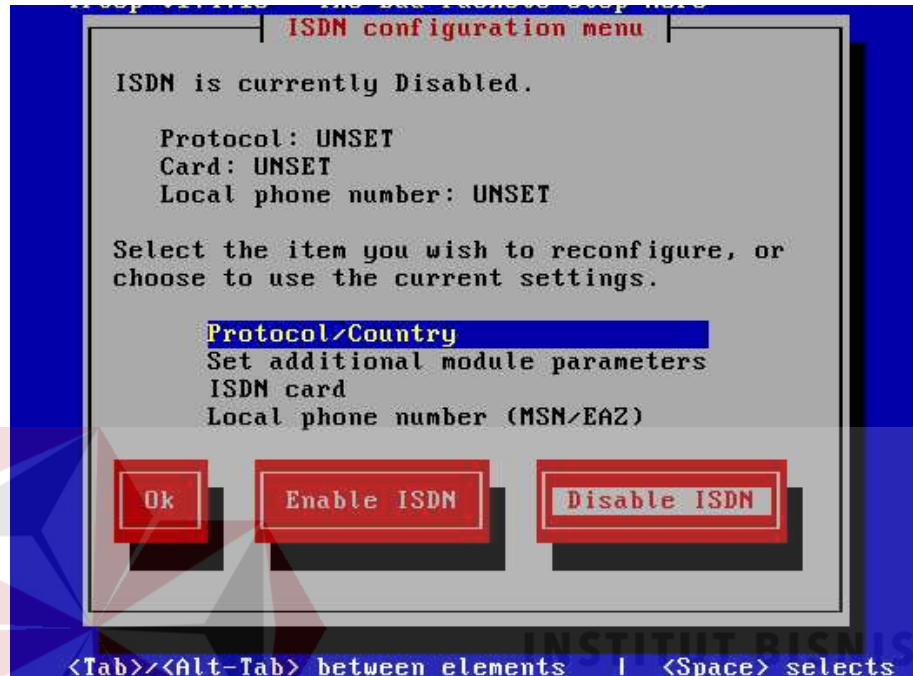 ISDN configuration menu
ISDN is currently Disabled.
Protocol: UNSET
Card: UNSET
Local phone number: UNSET
Select the item you wish to reconfigure, or
choose to use the current settings.
Protocol/Country
Set additional module parameters
ISDN card
Local phone number (MSN/EAZ)
Ok Enable ISDN Disable ISDN
INSTITUT BISNIS
<Tab>/<Alt-Tab> between elements | <Space> selects